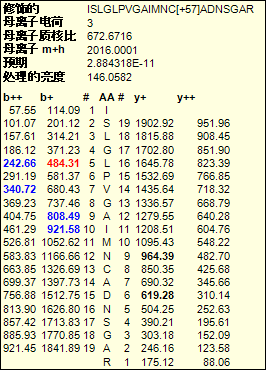 修饰的 ISLGLPVGAIMNC[+57]ADNSGAR
母离子电荷 3
母离子质核比 672.6716
母离子 m+h 2016.0001
预期 2.884318E-11
处理的亮度 146.0582
b++ b+ # AA # y+ y++
57.55 114.09 1 I
101.07 201.12 2 S 19 1902.92 951.96
157.61 314.21 3 L 18 1815.88 908.45
186.12 371.23 4 G 17 1702.80 851.90
242.66 484.31 5 L 16 1645.78 823.39
291.19 581.37 6 P 15 1532.69 766.85
340.72 680.43 7 V 14 1435.64 718.32
369.23 737.46 8 G 13 1336.57 668.79
404.75 808.49 9 A 12 1279.55 640.28
461.29 921.58 10 I 11 1208.51 604.76
526.81 1052.62 11 M 10 1095.43 548.22
583.83 1166.66 12 N 9 964.39 482.70
663.85 1326.69 13 C 8 850.35 425.68
699.37 1397.73 14 A 7 690.32 345.66
756.88 1512.75 15 D 6 619.28 310.14
813.90 1626.80 16 N 5 504.25 252.63
857.42 1713.83 17 S 4 390.21 195.61
885.93 1770.85 18 G 3 303.18 152.09
921.45 1841.89 19 A 2 246.16 123.58
R 1 175.12 88.06